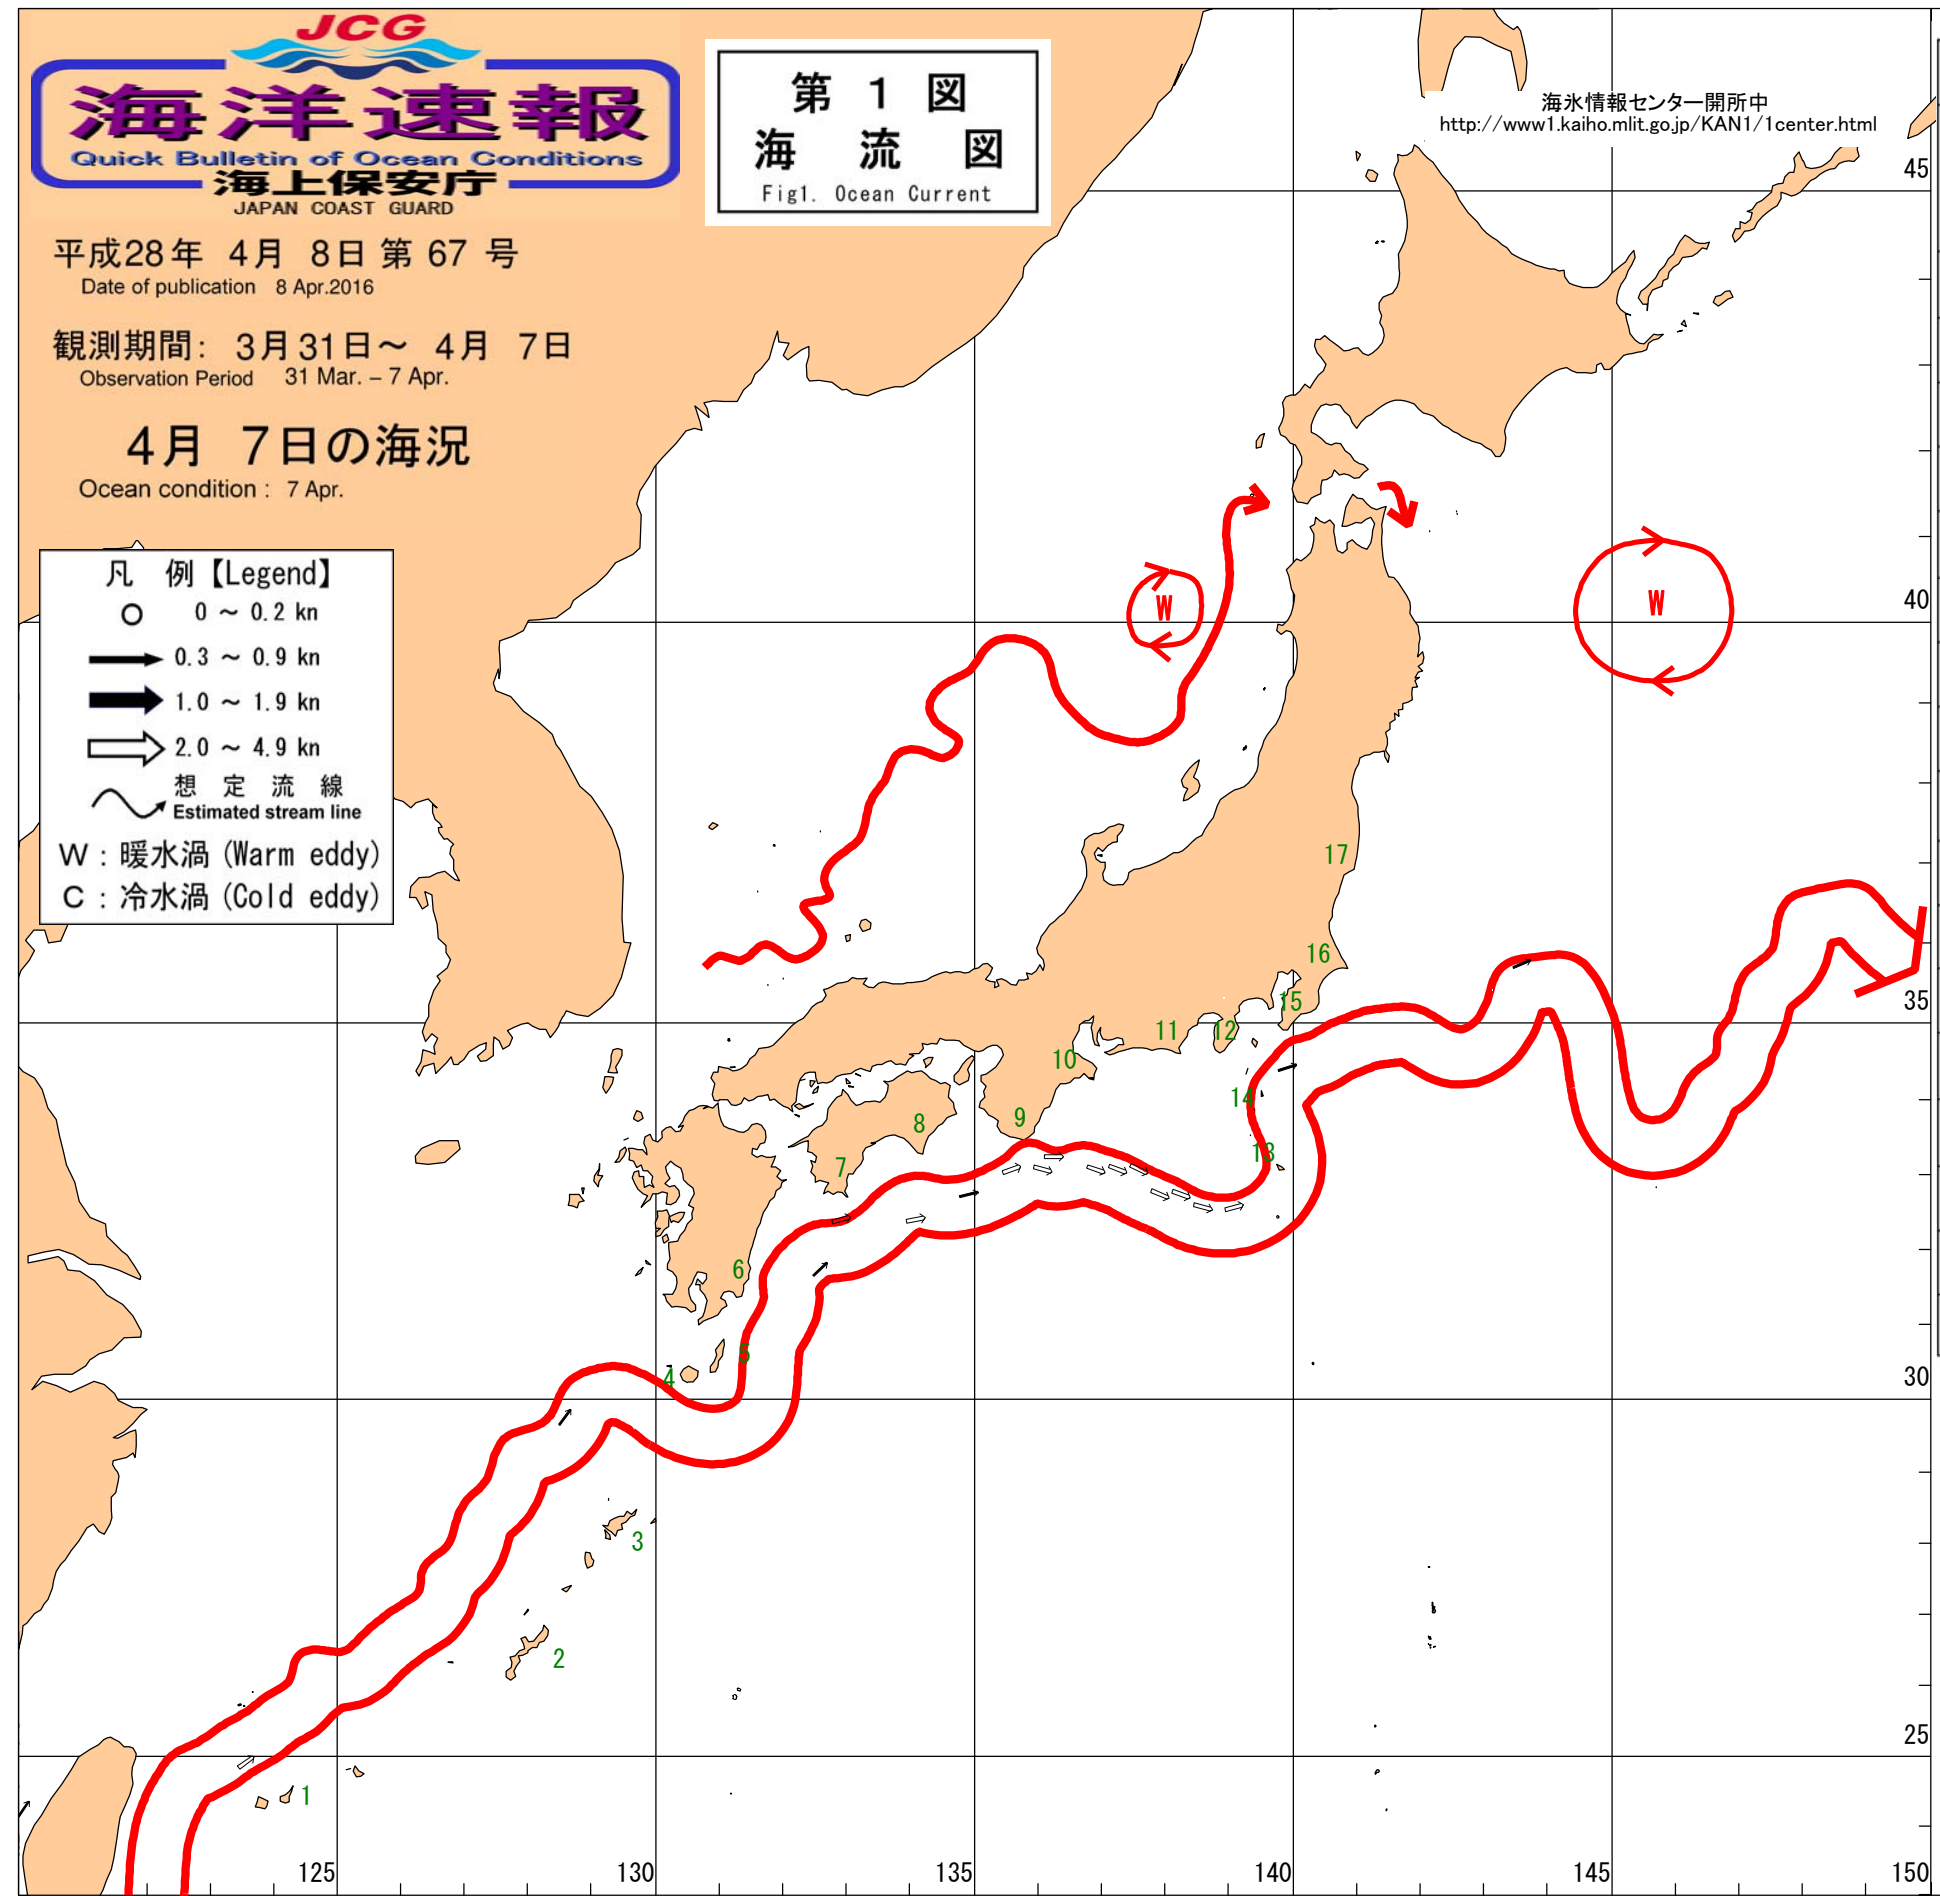 JCG
海洋速報
Quick Bulletin of Ocean Conditions
海上保安庁
JAPAN COAST GUARD
平成28年 4月 8日 第 67 号
Date of publication 8 Apr.2016
観測期間: 3月31日～ 4月 7日
Observation Period 31 Mar. – 7 Apr.
4月 7日の海況
Ocean condition : 7 Apr.
第 1 図
海 流 図
Fig1. Ocean Current
海氷情報センター開所中
http://www1.kaiho.mlit.go.jp/KAN1/1center.html
凡 例【Legend】
0 ～ 0.2 kn
0.3 ～ 0.9 kn
1.0 ～ 1.9 kn
2.0 ～ 4.9 kn
想 定 流 線
Estimated stream line
W : 暖水渦 (Warm eddy)
C : 冷水渦 (Cold eddy)
45
W
W
40
17
16
35
15
12
11
10
14
9
8
13
7
6
5
4
30
3
2
25
1
125
130
135
140
145
150